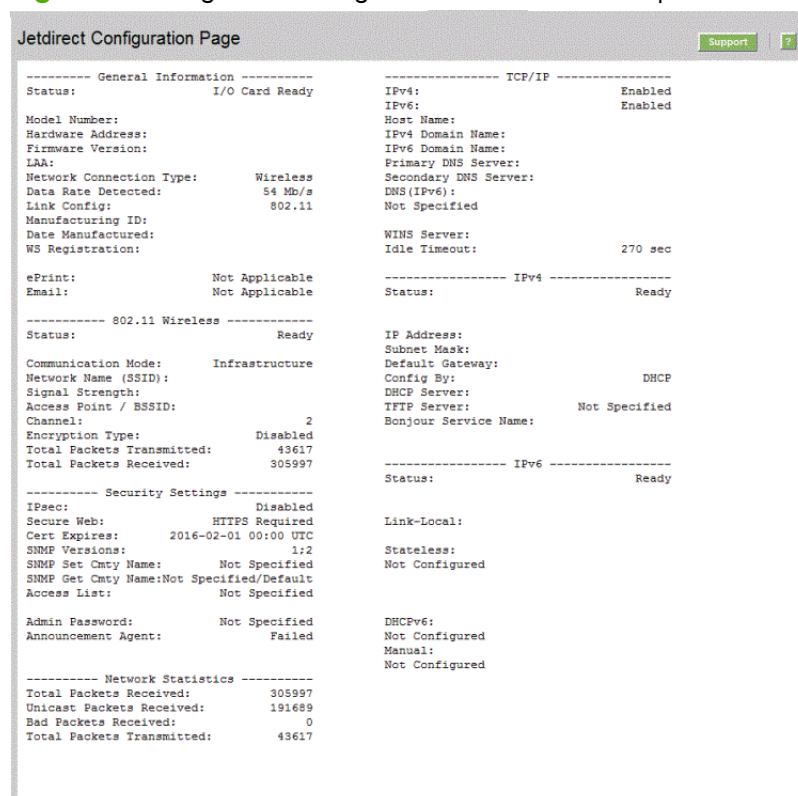 Jetdirect Configuration Page
Support
?
--------- General Information ----------
Status: I/O Card Ready
Model Number:
Hardware Address:
Firmware Version:
LAA:
Network Connection Type: Wireless
Data Rate Detected: 54 Mb/s
Link Config: 802.11
Manufacturing ID:
Date Manufactured:
WS Registration:
ePrint: Not Applicable
Email: Not Applicable
----------- 802.11 Wireless ------------
Status: Ready
Communication Mode: Infrastructure
Network Name (SSID):
Signal Strength:
Access Point / BSSID:
Channel: 2
Encryption Type: Disabled
Total Packets Transmitted: 43617
Total Packets Received: 305997
---------- Security Settings -----------
IPsec: Disabled
Secure Web: HTTPS Required
Cert Expires: 2016-02-01 00:00 UTC
SNMP Versions: 1;2
SNMP Set Cmty Name: Not Specified
SNMP Get Cmty Name:Not Specified/Default
Access List: Not Specified
Admin Password: Not Specified
Announcement Agent: Failed
---------- Network Statistics ----------
Total Packets Received: 305997
Unicast Packets Received: 191689
Bad Packets Received: 0
Total Packets Transmitted: 43617
---------------- TCP/IP ----------------
IPv4: Enabled
IPv6: Enabled
Host Name:
IPv4 Domain Name:
IPv6 Domain Name:
Primary DNS Server:
Secondary DNS Server:
DNS(IPv6):
Not Specified
WINS Server:
Idle Timeout: 270 sec
----------------- IPv4 -----------------
Status: Ready
IP Address:
Subnet Mask:
Default Gateway:
Config By: DHCP
DHCP Server:
TFTP Server: Not Specified
Bonjour Service Name:
----------------- IPv6 -----------------
Status: Ready
Link-Local:
Stateless:
Not Configured
DHCPv6:
Not Configured
Manual:
Not Configured